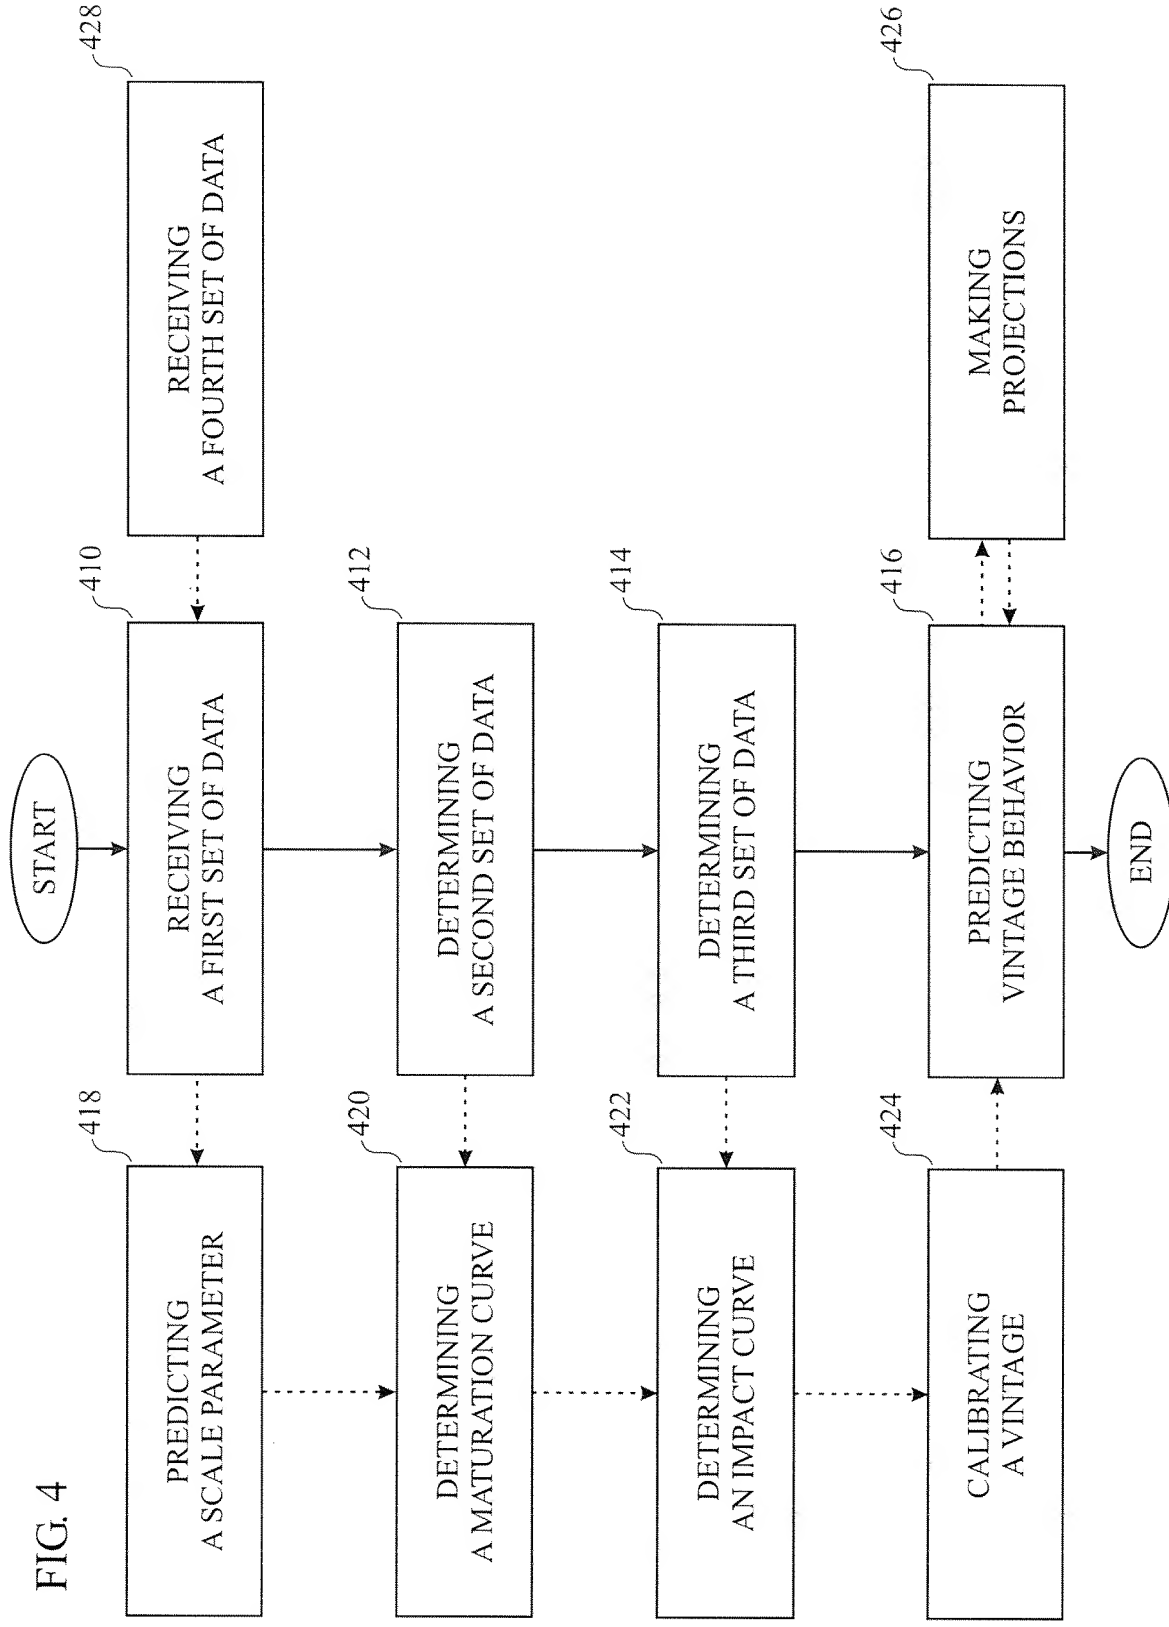 FIG. 4
START
418
PREDICTING
A SCALE PARAMETER
410
RECEIVING
A FIRST SET OF DATA
428
RECEIVING
A FOURTH SET OF DATA
420
DETERMINING
A MATURATION CURVE
412
DETERMINING
A SECOND SET OF DATA
422
DETERMINING
AN IMPACT CURVE
414
DETERMINING
A THIRD SET OF DATA
424
CALIBRATING
A VINTAGE
416
PREDICTING
VINTAGE BEHAVIOR
426
MAKING
PROJECTIONS
END